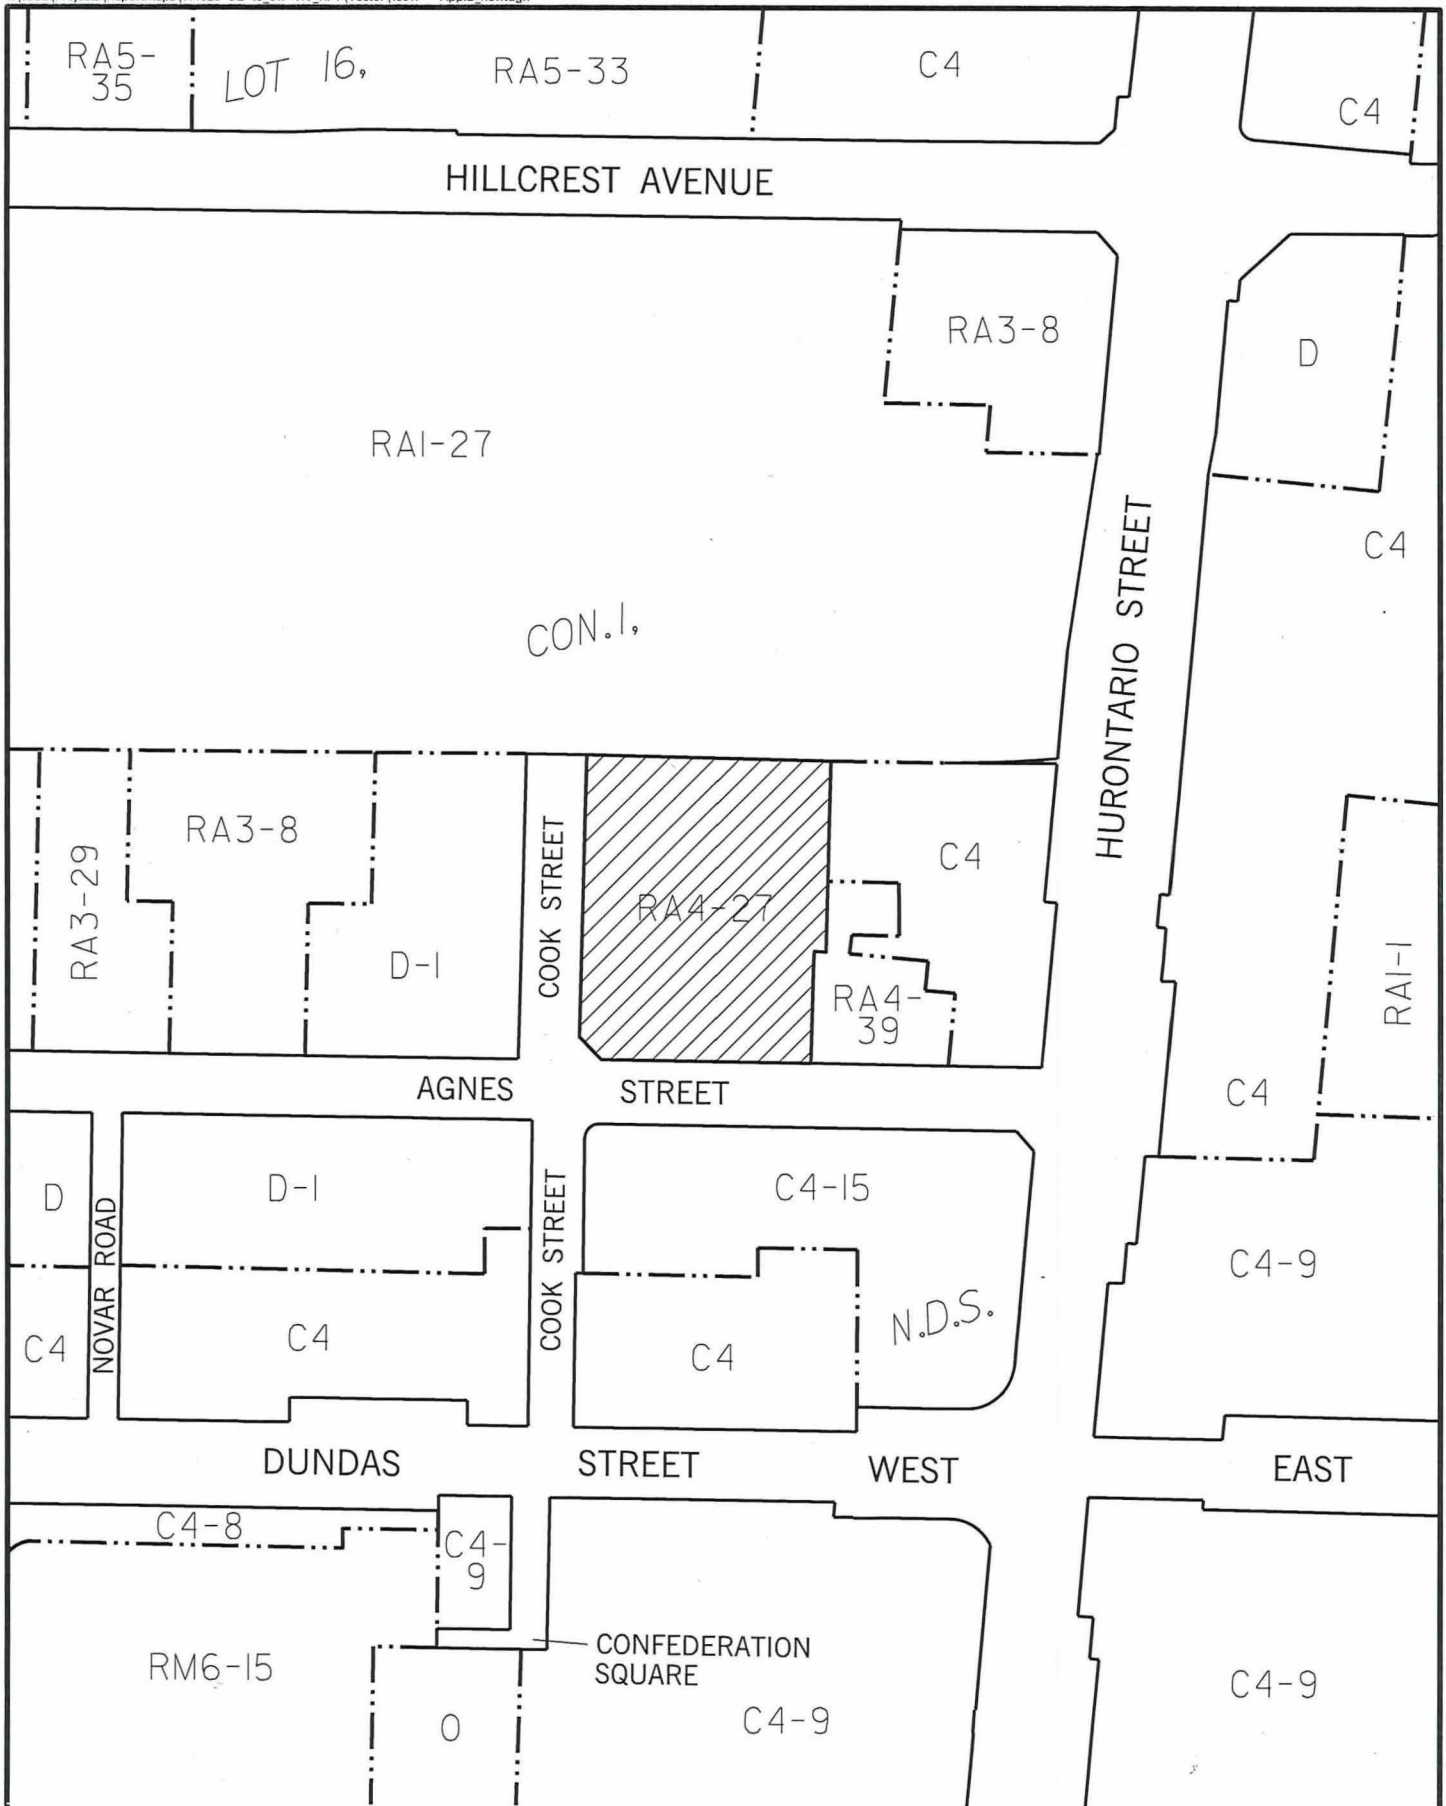 RA5-
35
LOT 16,
RA5-33
C4
C4
HILLCREST AVENUE
RA3-8
D
RA1-27
C4
HURONTARIO STREET
CON.1,
RA3-29
RA3-8
D-1
COOK STREET
RA4-27
C4
RA4-
39
RA1-1
C4
AGNES STREET
D
NOVAR ROAD
D-1
COOK STREET
C4-15
C4-9
C4
C4
C4
N.D.S.
DUNDAS STREET WEST EAST
C4-8
C4-
9
CONFEDERATION
SQUARE
RM6-15
O
C4-9
C4-9